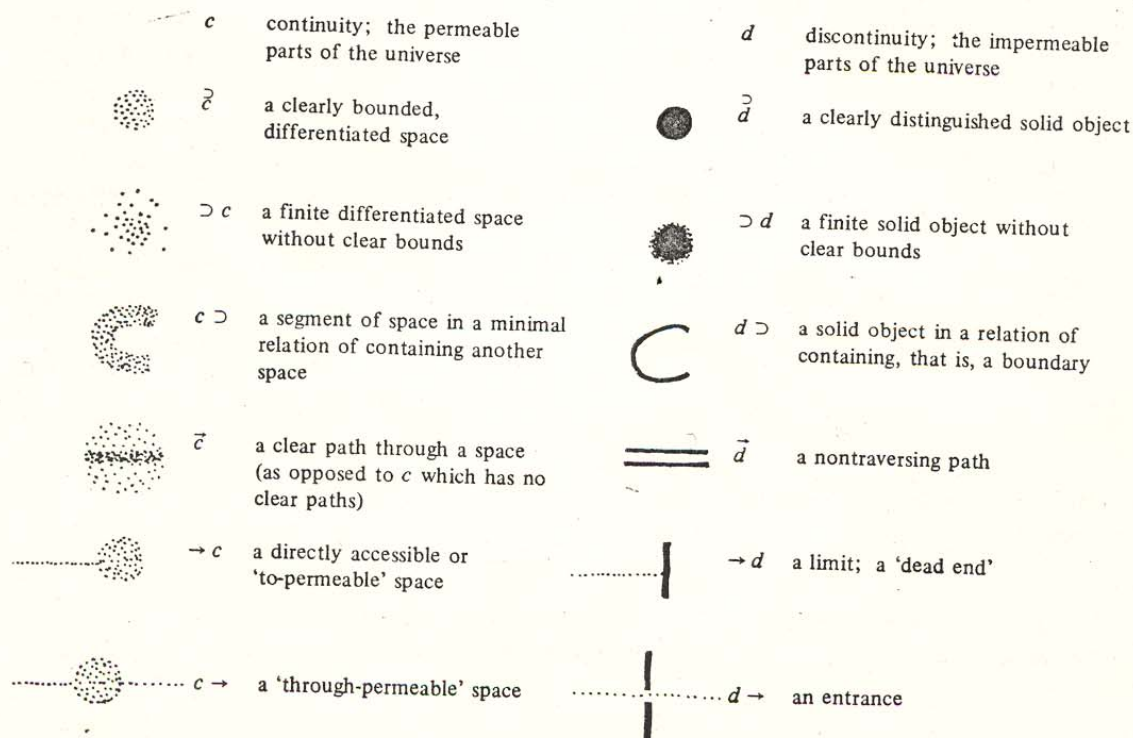 c continuity; the permeable
parts of the universe
d discontinuity; the impermeable
parts of the universe
⊃
c a clearly bounded,
differentiated space
⊃
d a clearly distinguished solid object
⊃ c a finite differentiated space
without clear bounds
⊃ d a finite solid object without
clear bounds
c ⊃ a segment of space in a minimal
relation of containing another
space
d ⊃ a solid object in a relation of
containing, that is, a boundary
c⃗ a clear path through a space
(as opposed to c which has no
clear paths)
d⃗ a nontraversing path
→ c a directly accessible or
‘to-permeable’ space
→ d a limit; a ‘dead end’
c → a ‘through-permeable’ space
d → an entrance